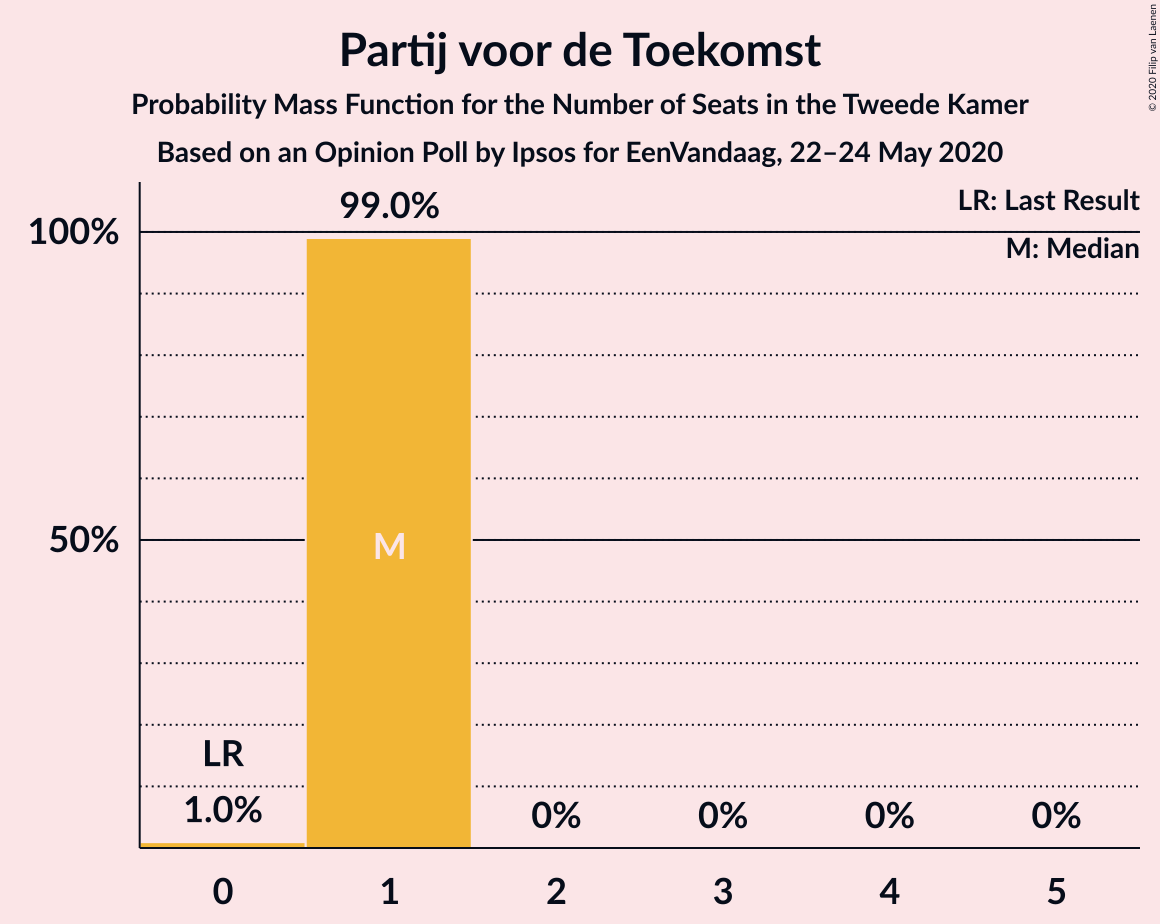 Partij voor de Toekomst
Probability Mass Function for the Number of Seats in the Tweede Kamer
Based on an Opinion Poll by Ipsos for EenVandaag, 22–24 May 2020
© 2020 Filip van Laenen
LR: Last Result
M: Median
99.0%
100%
50%
M
LR
1.0%
0%
0%
0%
0%
0
1
2
3
4
5